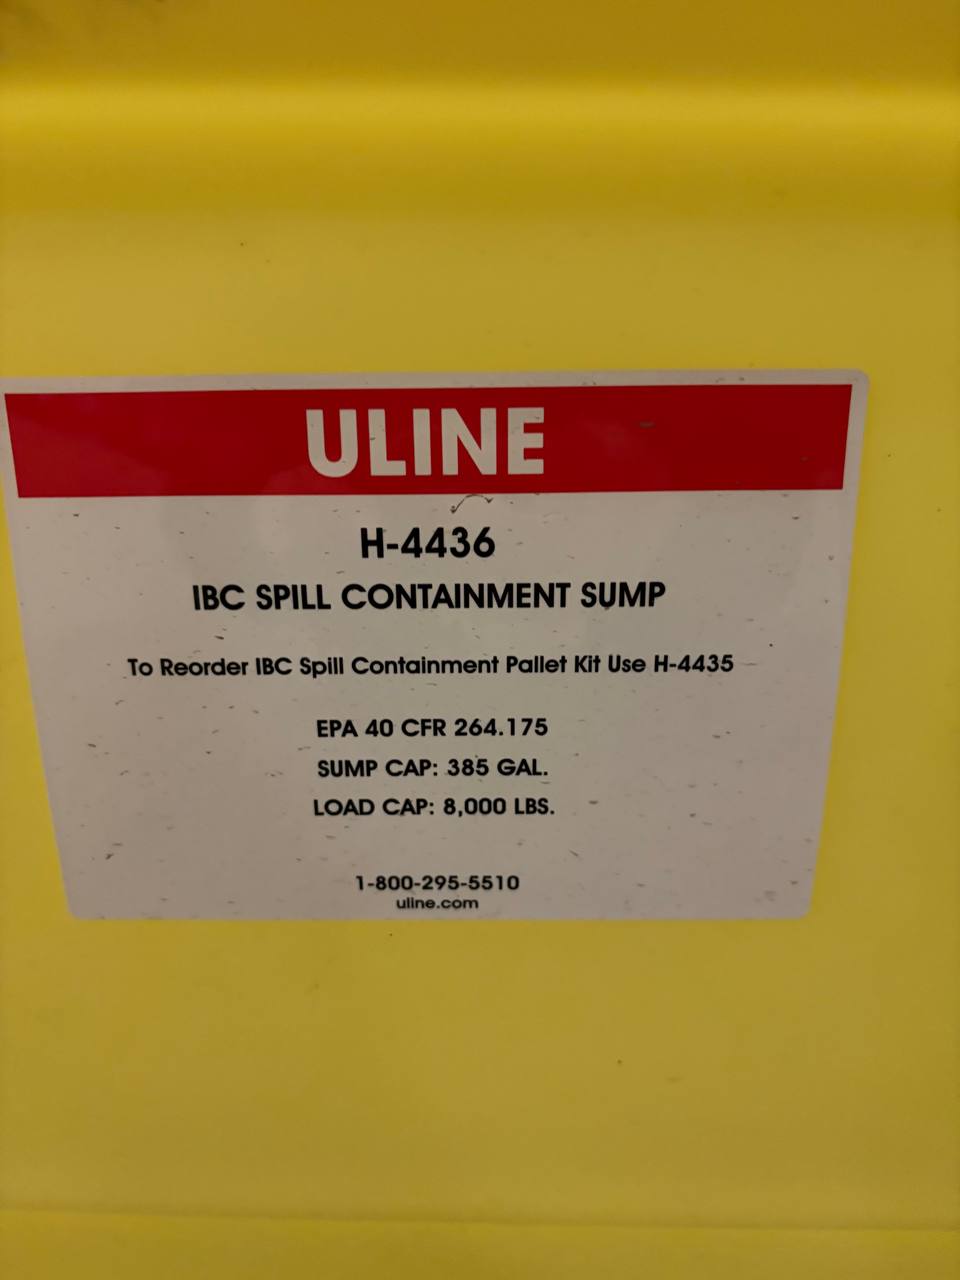 ULINE
H-4436
IBC SPILL CONTAINMENT SUMP
To Reorder IBC Spill Containment Pallet Kit Use H-4435
EPA 40 CFR 264.175
SUMP CAP: 385 GAL.
LOAD CAP: 8,000 LBS.
1-800-295-5510
uline.com